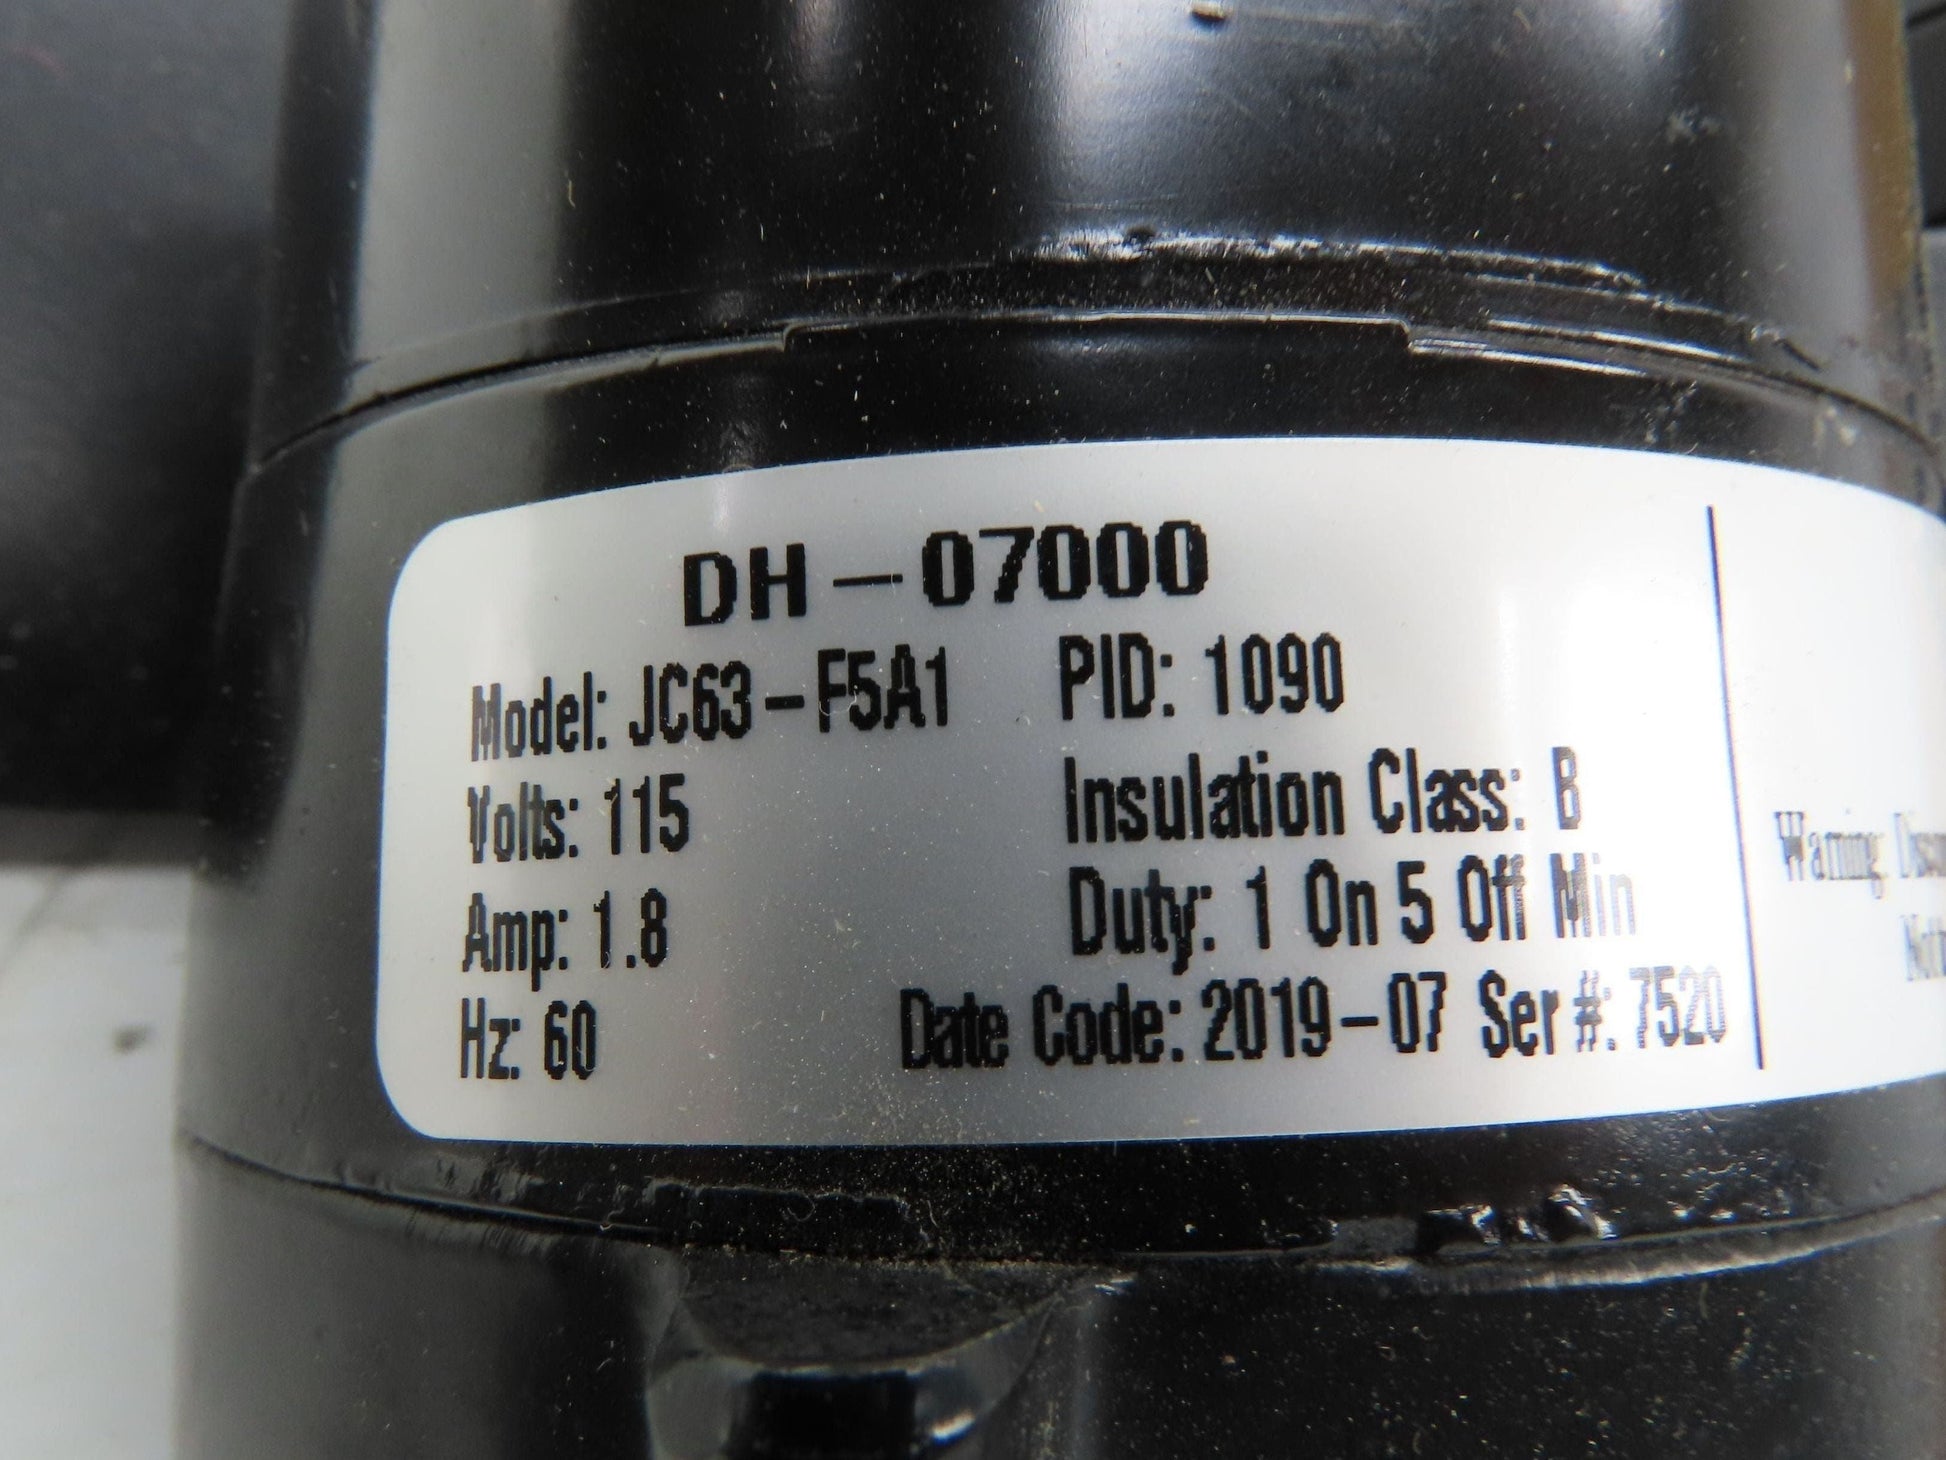 DH-07000
Model: JC63-F5A1 PID: 1090
Volts: 115 Insulation Class: B
Amp: 1.8 Duty: 1 On 5 Off Min
Hz: 60 Date Code: 2019-07 Ser#: 7520
Warning: